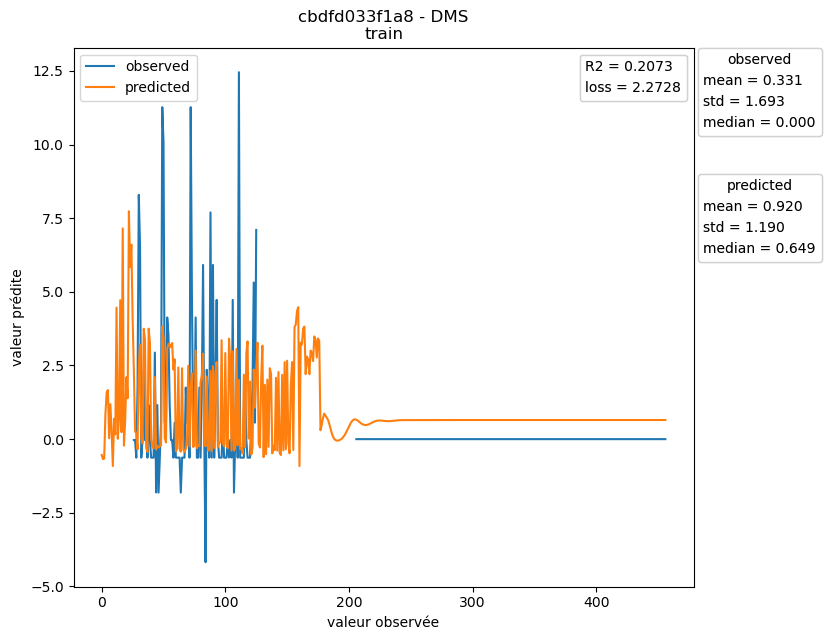 cbdfd033f1a8 - DMS
train
observed
predicted
R2 = 0.2073
loss = 2.2728
observed
mean = 0.331
std = 1.693
median = 0.000
predicted
mean = 0.920
std = 1.190
median = 0.649
valeur prédite
12.5
10.0
7.5
5.0
2.5
0.0
−2.5
−5.0
0
100
200
300
400
valeur observée